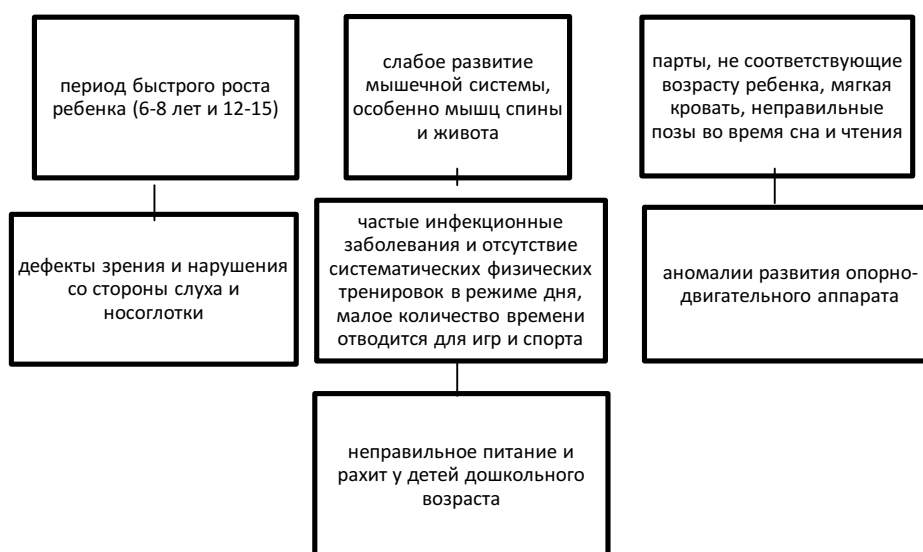 период быстрого роста
ребенка (6-8 лет и 12-15)
слабое развитие
мышечной системы,
особенно мышц спины
и живота
парты, не соответствующие
возрасту ребенка, мягкая
кровать, неправильные
позы во время сна и чтения
дефекты зрения и нарушения
со стороны слуха и
носоглотки
частые инфекционные
заболевания и отсутствие
систематических физических
тренировок в режиме дня,
малое количество времени
отводится для игр и спорта
аномалии развития опорно-
двигательного аппарата
неправильное питание и
рахит у детей дошкольного
возраста